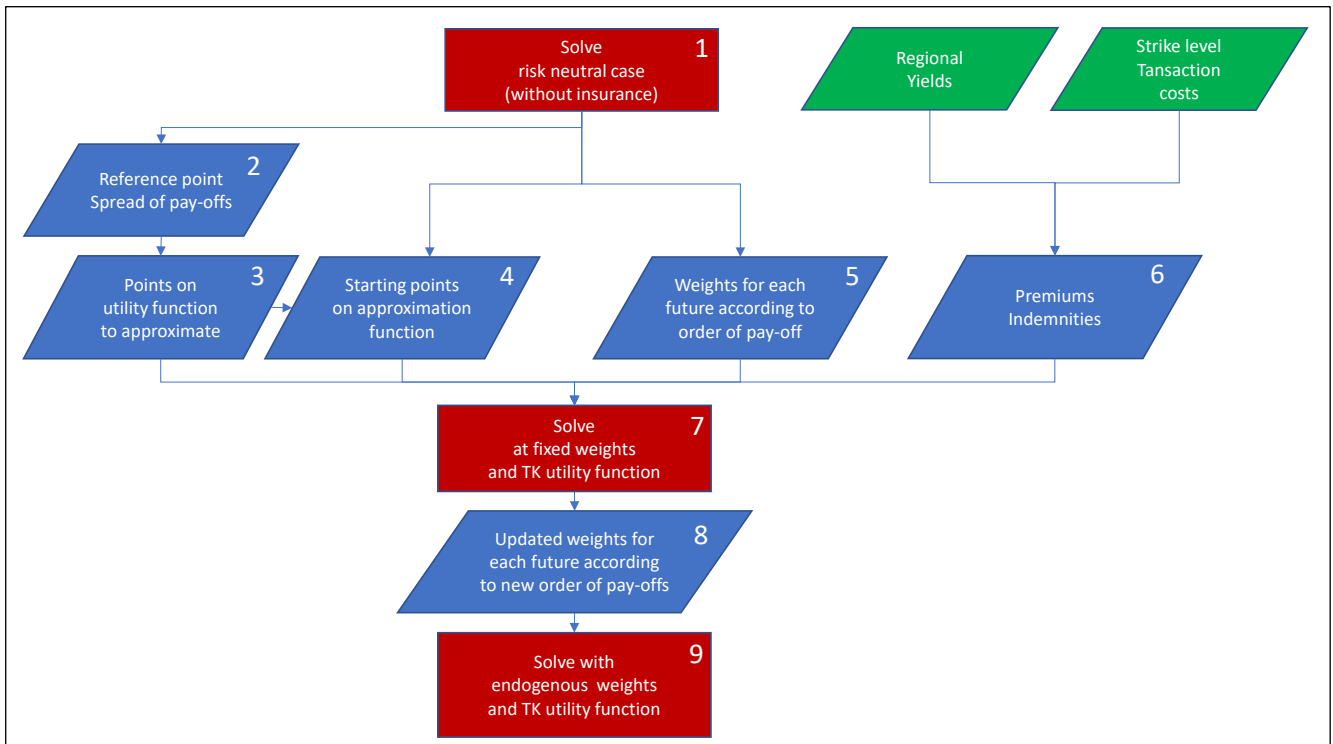 Solve
risk neutral case
(without insurance)
1
Regional
Yields
Strike level
Tansaction
costs
Reference point
Spread of pay-offs
2
Points on
utility function
to approximate
3
Starting points
on approximation
function
4
Weights for each
future according to
order of pay-off
5
Premiums
Indemnities
6
Solve
at fixed weights
and TK utility function
7
Updated weights for
each future according
to new order of pay-offs
8
Solve with
endogenous weights
and TK utility function
9